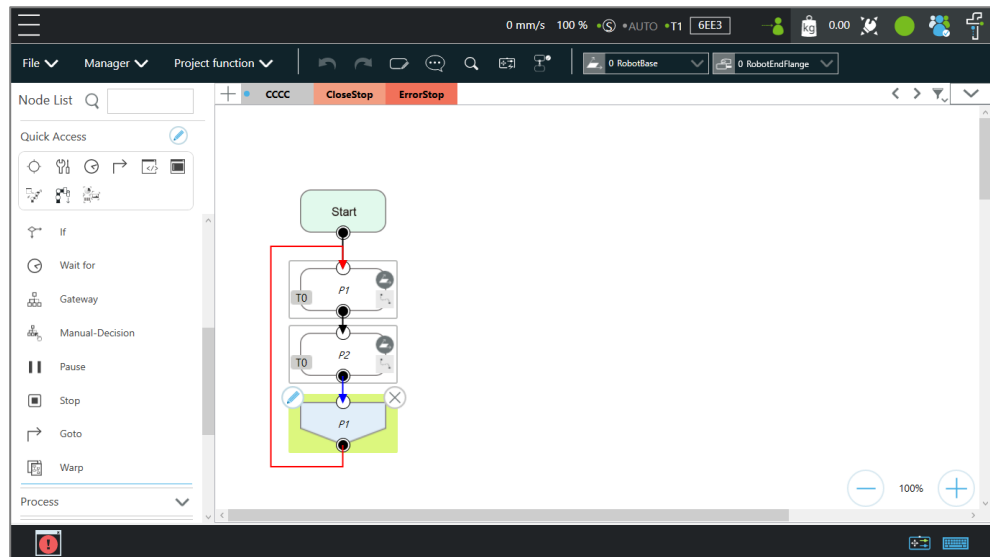 0 mm/s 100 % •Ⓢ •AUTO •T1 6EE3 kg 0.00
File Manager Project function 0 RobotBase 0 RobotEndFlange
Node List
CCCC CloseStop ErrorStop
Quick Access
Start
If
Wait for
P1
T0
Gateway
Manual-Decision
P2
T0
Pause
Stop
P1
Goto
Warp
100%
Process